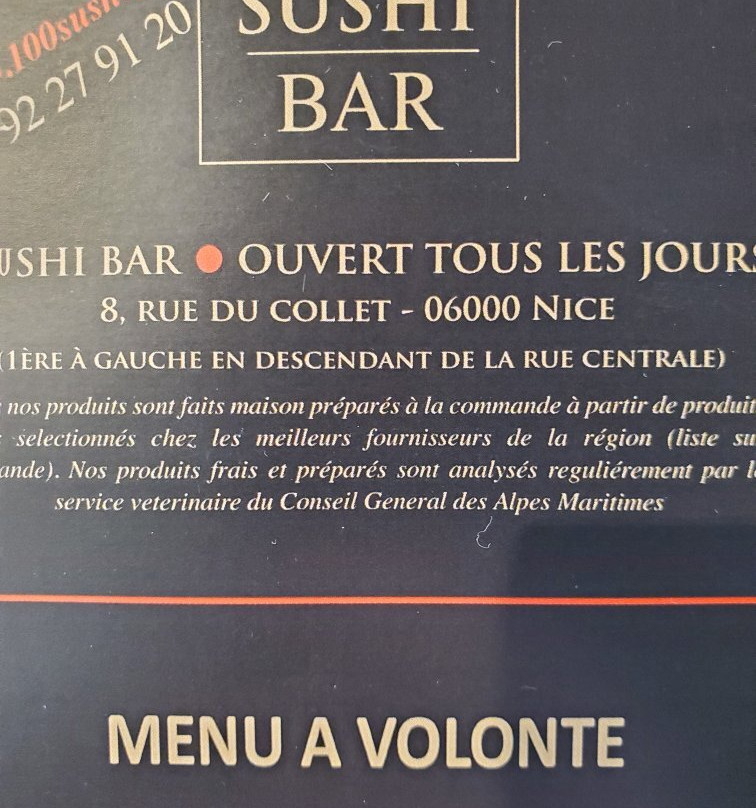 .100sush
92 27 91 20
SUSHI
BAR
USHI BAR ● OUVERT TOUS LES JOURS
8, RUE DU COLLET - 06000 NICE
(1ÈRE À GAUCHE EN DESCENDANT DE LA RUE CENTRALE)
nos produits sont faits maison préparés à la commande à partir de produit
selectionnés chez les meilleurs fournisseurs de la région (liste su
ande). Nos produits frais et préparés sont analysés reguliérement par l
service veterinaire du Conseil General des Alpes Maritimes
MENU A VOLONTE